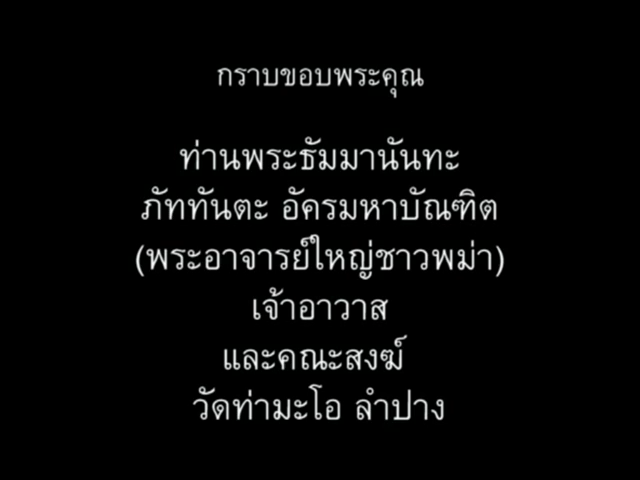 กราบขอบพระคุณ
ท่านพระธัมมานันทะ
ภัททันตะ อัครมหาบัณฑิต
(พระอาจารย์ใหญ่ชาวพม่า)
เจ้าอาวาส
และคณะสงฆ์
วัดท่ามะโอ ลำปาง